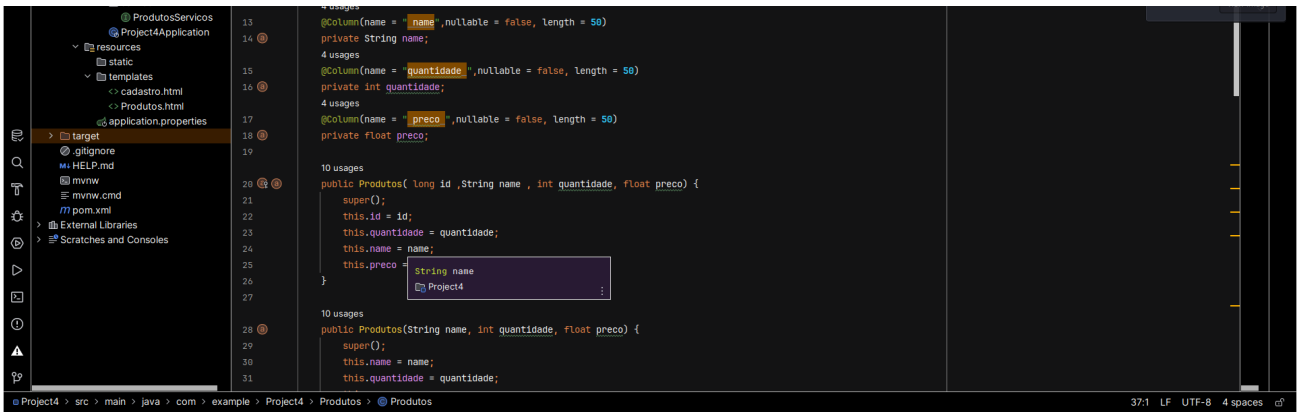 ProdutosServicos
Project4Application
resources
static
templates
cadastro.html
Produtos.html
application.properties
target
.gitignore
M↓ HELP.md
mvnw
mvnw.cmd
m pom.xml
External Libraries
Scratches and Consoles
4 usages
13 @Column(name = " name",nullable = false, length = 50)
14 private String name;
4 usages
15 @Column(name = "quantidade ",nullable = false, length = 50)
16 private int quantidade;
4 usages
17 @Column(name = " preco ",nullable = false, length = 50)
18 private float preco;
19
10 usages
20 public Produtos( long id ,String name , int quantidade, float preco) {
21 super();
22 this.id = id;
23 this.quantidade = quantidade;
24 this.name = name;
25 this.preco =
String name
Project4
26 }
27
10 usages
28 public Produtos(String name, int quantidade, float preco) {
29 super();
30 this.name = name;
31 this.quantidade = quantidade;
Project4 > src > main > java > com > example > Project4 > Produtos > Produtos
37:1 LF UTF-8 4 spaces